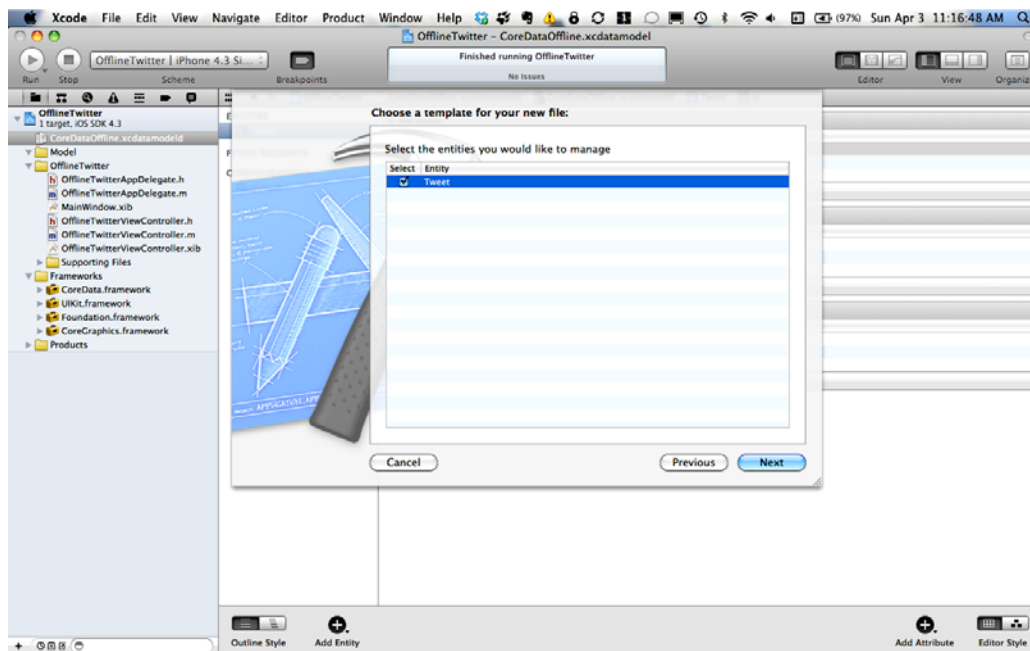 Xcode File Edit View Navigate Editor Product Window Help (97%) Sun Apr 3 11:16:48 AM
OfflineTwitter – CoreDataOffline.xcdatamodel
OfflineTwitter | iPhone 4.3 Si...
Finished running OfflineTwitter
No Issues
Run Stop Scheme Breakpoints Editor View Organiz
OfflineTwitter
1 target, iOS SDK 4.3
CoreDataOffline.xcdatamodeld
Model
OfflineTwitter
OfflineTwitterAppDelegate.h
OfflineTwitterAppDelegate.m
MainWindow.xib
OfflineTwitterViewController.h
OfflineTwitterViewController.m
OfflineTwitterViewController.xib
Supporting Files
Frameworks
CoreData.framework
UIKit.framework
Foundation.framework
CoreGraphics.framework
Products
Choose a template for your new file:
Select the entities you would like to manage
Select Entity
Tweet
Cancel Previous Next
Outline Style Add Entity Add Attribute Editor Style